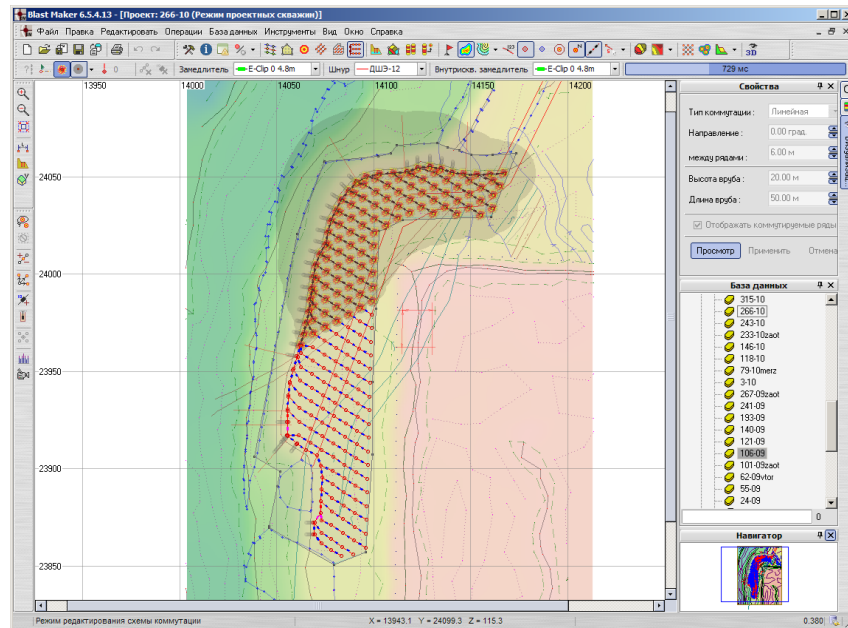 Blast Maker 6.5.4.13 - [Проект: 266-10 (Режим проектных скважин)]
Файл Правка Редактировать Операции База данных Инструменты Вид Окно Справка
3D
Замедлитель E-Clip 0 4.8m Шнур ДШЭ-12 Внутрискв. замедлитель E-Clip 0 4.8m 729 мс
13950 14000 14050 14100 14150 14200
24050
24000
23950
23900
23850
Свойства
Тип коммутации: Линейная
Направление: 0.00 град.
между рядами: 6.00 м
Высота вруба: 20.00 м
Длина вруба: 50.00 м
Отображать коммутируемые ряды
Просмотр Применить Отмена
База данных
315-10
266-10
243-10
233-10zaot
146-10
118-10
79-10merz
3-10
267-09zaot
241-09
193-09
140-09
121-09
106-09
101-09zaot
62-09vtor
55-09
24-09
0
Навигатор
Режим редактирования схемы коммутации X = 13943.1 Y = 24099.3 Z = 115.3 0.380